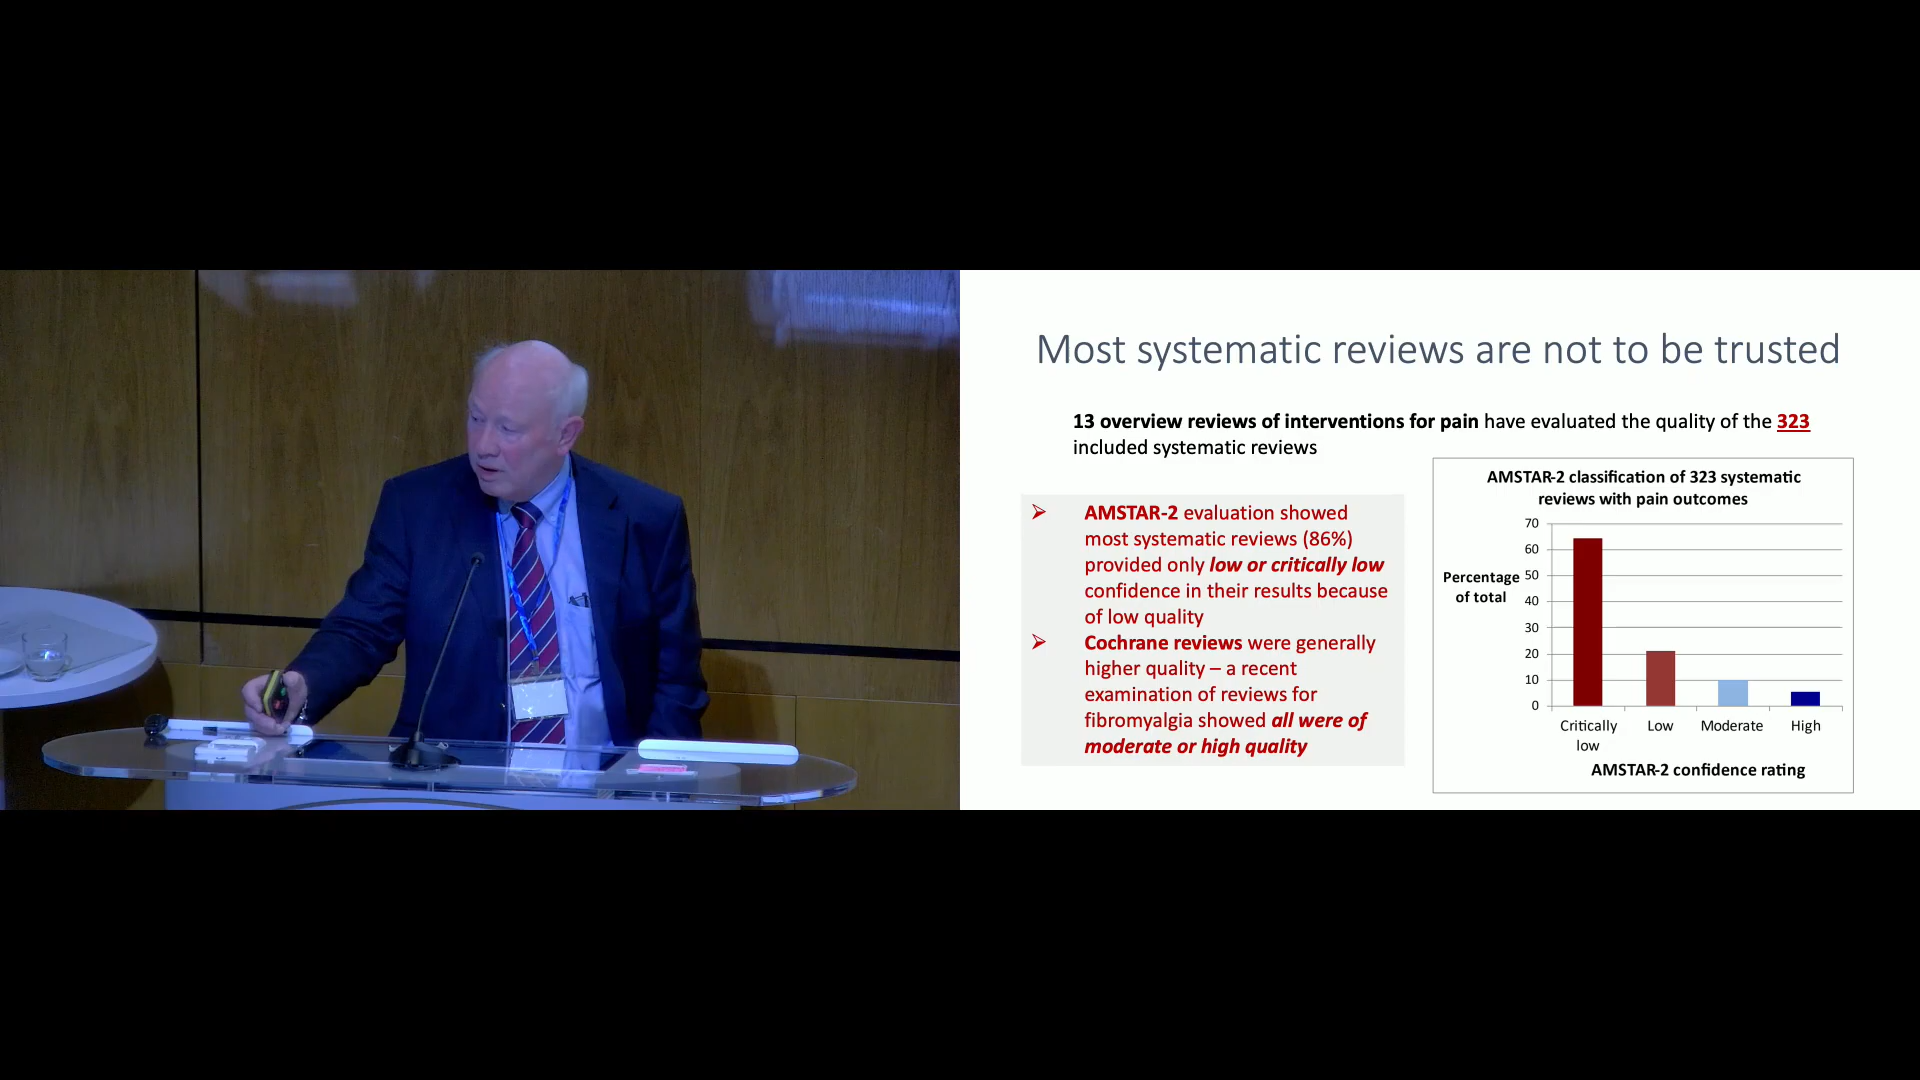 Most systematic reviews are not to be trusted
13 overview reviews of interventions for pain have evaluated the quality of the 323
included systematic reviews
➢ AMSTAR-2 evaluation showed
most systematic reviews (86%)
provided only low or critically low
confidence in their results because
of low quality
➢ Cochrane reviews were generally
higher quality – a recent
examination of reviews for
fibromyalgia showed all were of
moderate or high quality
AMSTAR-2 classification of 323 systematic
reviews with pain outcomes
Percentage
of total
70
60
50
40
30
20
10
0
Critically
low
Low
Moderate
High
AMSTAR-2 confidence rating